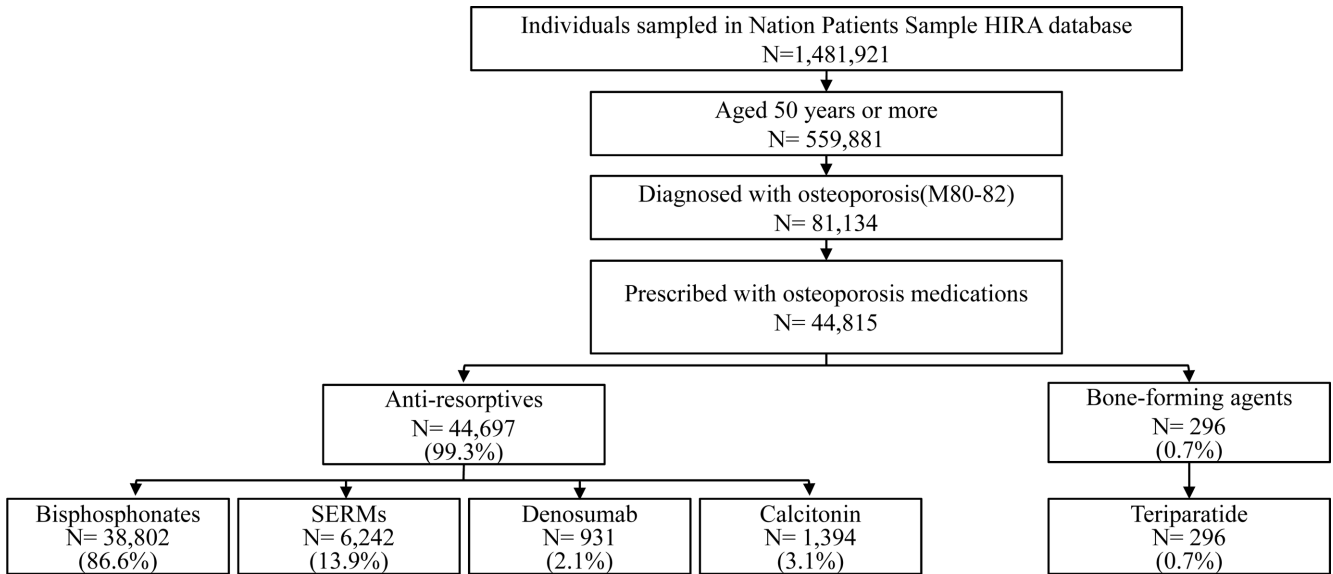 Individuals sampled in Nation Patients Sample HIRA database
N=1,481,921
Aged 50 years or more
N= 559,881
Diagnosed with osteoporosis(M80-82)
N= 81,134
Prescribed with osteoporosis medications
N= 44,815
Anti-resorptives
N= 44,697
(99.3%)
Bone-forming agents
N= 296
(0.7%)
Bisphosphonates
N= 38,802
(86.6%)
SERMs
N= 6,242
(13.9%)
Denosumab
N= 931
(2.1%)
Calcitonin
N= 1,394
(3.1%)
Teriparatide
N= 296
(0.7%)